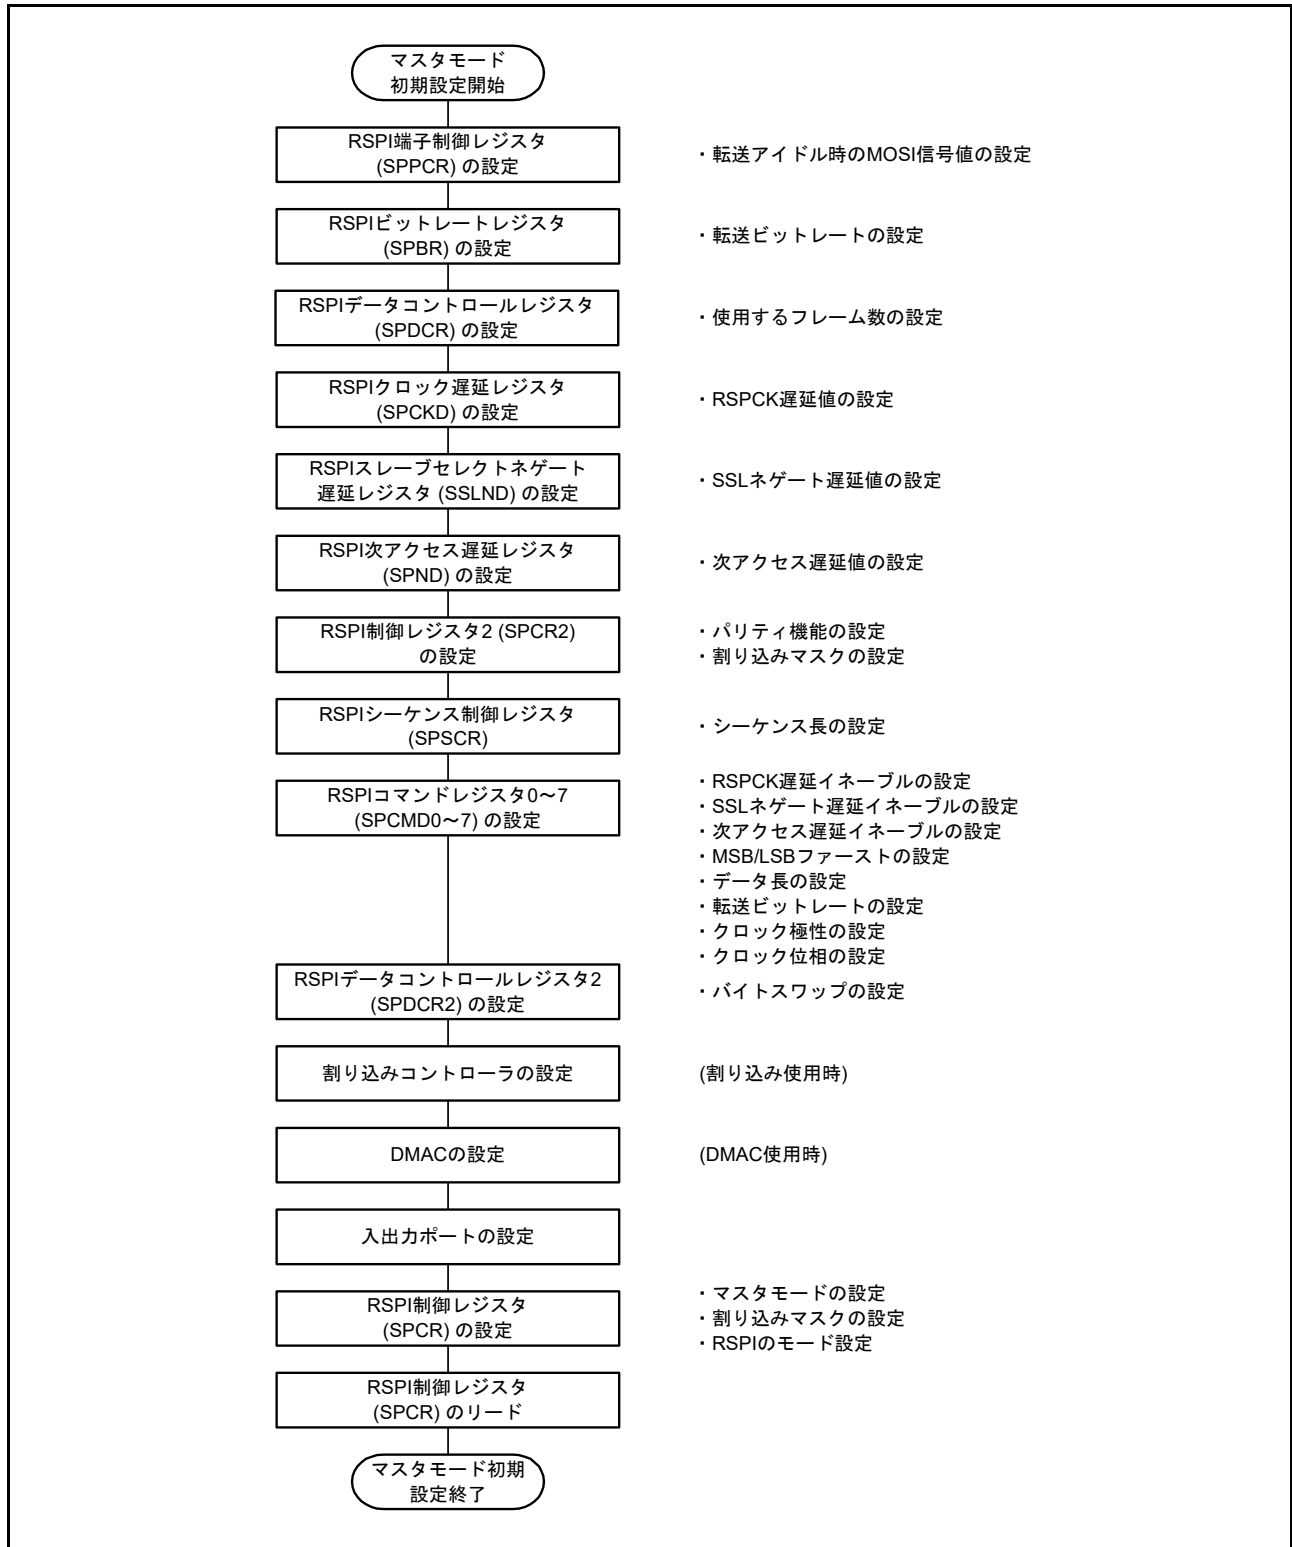 マスタモード
初期設定開始
RSPI端子制御レジスタ
(SPPCR) の設定
・転送アイドル時のMOSI信号値の設定
RSPIビットレートレジスタ
(SPBR) の設定
・転送ビットレートの設定
RSPIデータコントロールレジスタ
(SPDCR) の設定
・使用するフレーム数の設定
RSPIクロック遅延レジスタ
(SPCKD) の設定
・RSPCK遅延値の設定
RSPIスレーブセレクトネゲート
遅延レジスタ (SSLND) の設定
・SSLネゲート遅延値の設定
RSPI次アクセス遅延レジスタ
(SPND) の設定
・次アクセス遅延値の設定
RSPI制御レジスタ2 (SPCR2)
の設定
・パリティ機能の設定
・割り込みマスクの設定
RSPIシーケンス制御レジスタ
(SPSCR)
・シーケンス長の設定
RSPIコマンドレジスタ0～7
(SPCMD0～7) の設定
・RSPCK遅延イネーブルの設定
・SSLネゲート遅延イネーブルの設定
・次アクセス遅延イネーブルの設定
・MSB/LSBファーストの設定
・データ長の設定
・転送ビットレートの設定
・クロック極性の設定
・クロック位相の設定
RSPIデータコントロールレジスタ2
(SPDCR2) の設定
・バイトスワップの設定
割り込みコントローラの設定
(割り込み使用時)
DMACの設定
(DMAC使用時)
入出力ポートの設定
RSPI制御レジスタ
(SPCR) の設定
・マスタモードの設定
・割り込みマスクの設定
・RSPIのモード設定
RSPI制御レジスタ
(SPCR) のリード
マスタモード初期
設定終了